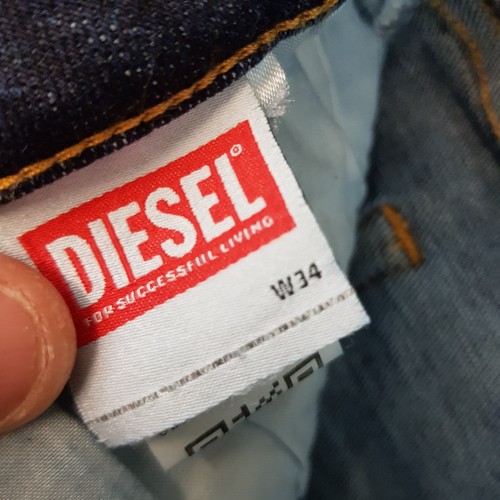 DIESEL®
FOR SUCCESSFUL LIVING
W34